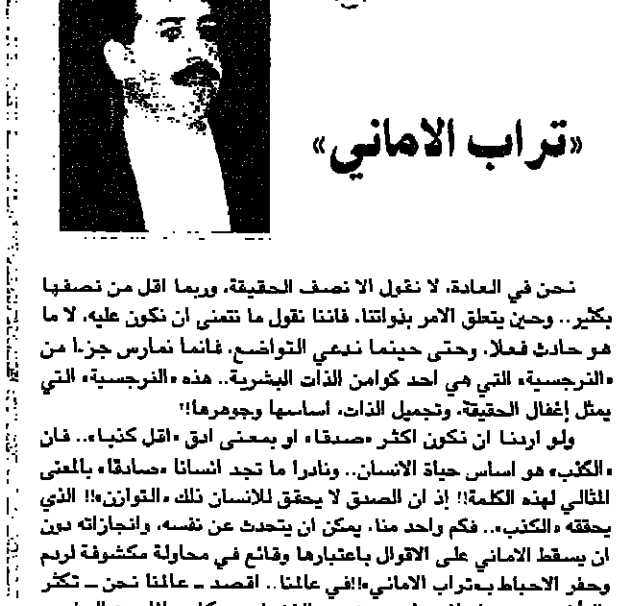 «تراب الاماني»
نحن في العادة، لا نقول الا نصف الحقيقة، وربما اقل من نصفها
بكثير.. وحين يتعلق الامر بذواتنا، فاننا نقول ما نتمنى ان نكون عليه، لا ما
هو حادث فعلا، وحتى حينما ندعي التواضع، فانما نمارس جزءا من
«النرجسية» التي هي احد كوامن الذات البشرية.. هذه «النرجسية» التي
يمثل إغفال الحقيقة، وتجميل الذات، اساسها وجوهرها!!
ولو اردنا ان نكون اكثر «صدقا» او بمعنى ادق «اقل كذبا».. فان
«الكذب» هو اساس حياة الانسان.. ونادرا ما تجد انسانا «صادقا» بالمعنى
المثالي لهذه الكلمة!! إذ ان الصدق لا يحقق للانسان ذلك «التوازن»!! الذي
يحققه «الكذب».. فكم واحد منا، يمكن ان يتحدث عن نفسه، وانجازاته دون
ان يسقط الاماني على الاقوال باعتبارها وقائع في محاولة مكشوفة لردم
وحفر الاحباط بـ«تراب الاماني»!!في عالمنا.. اقصد ــ عالمنا نحن ــ تكثر